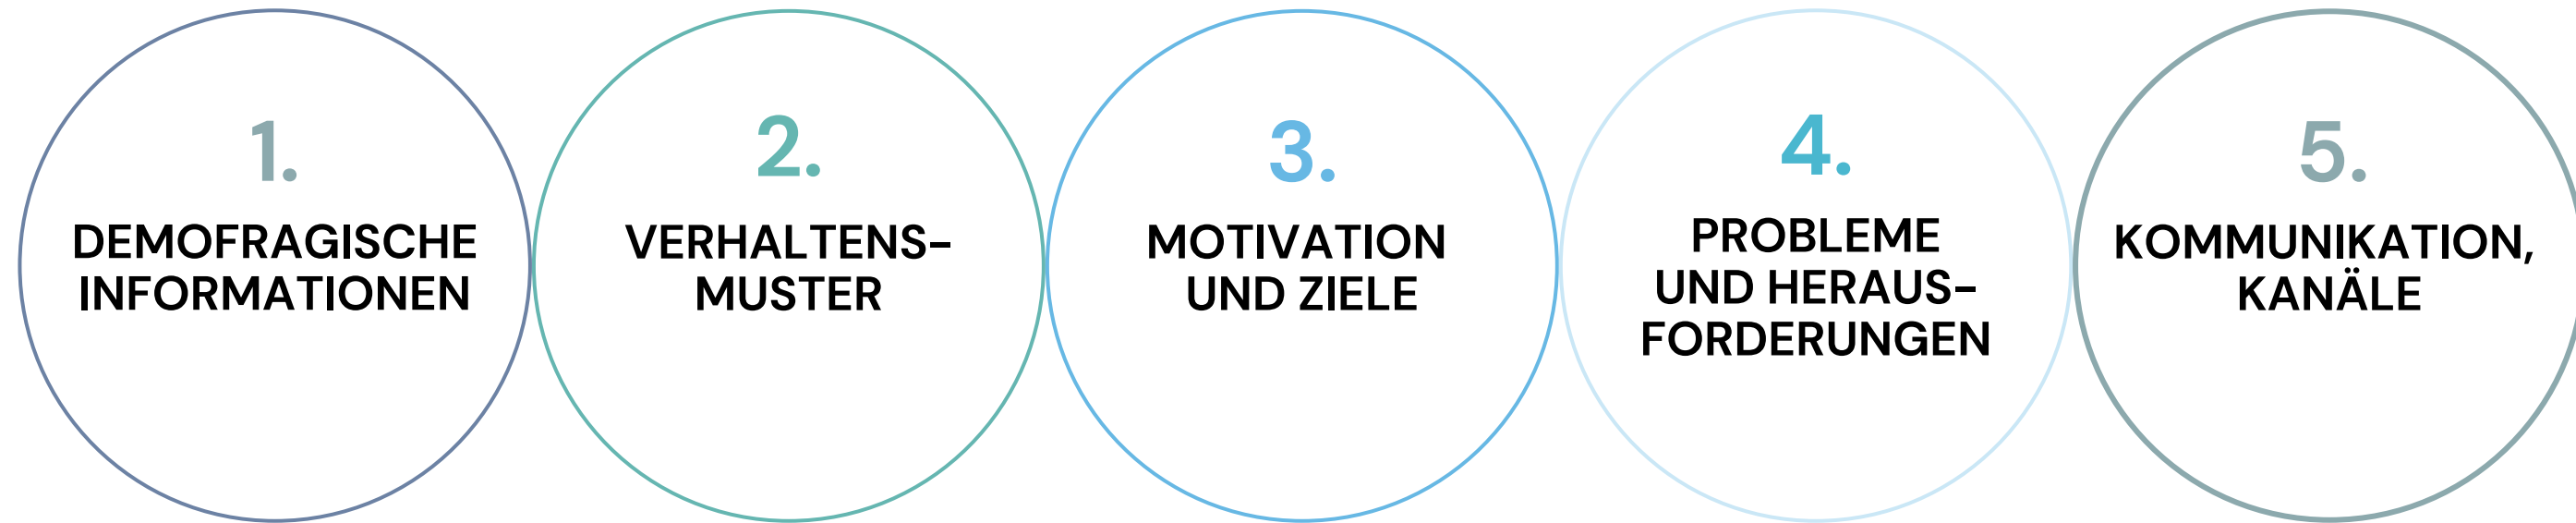 1.
DEMOFRAGISCHE
INFORMATIONEN
2.
VERHALTENS-
MUSTER
3.
MOTIVATION
UND ZIELE
4.
PROBLEME
UND HERAUS-
FORDERUNGEN
5.
KOMMUNIKATION,
KANÄLE